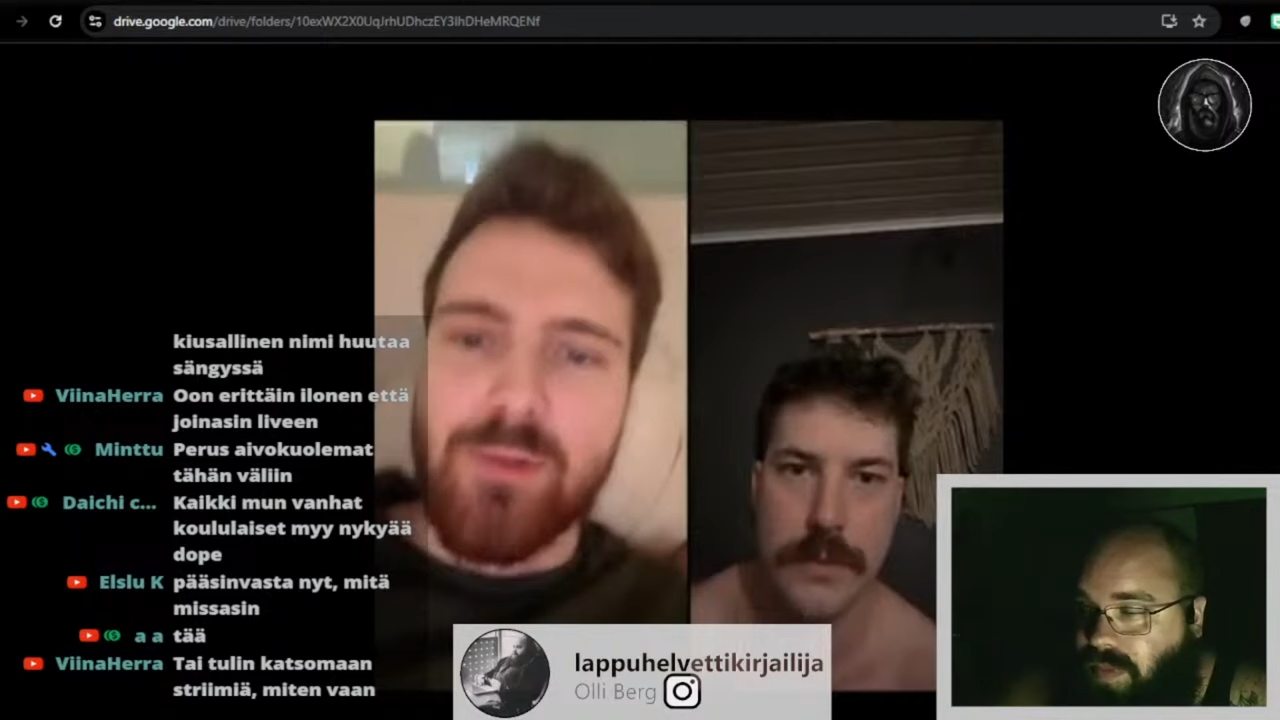 drive.google.com/drive/folders/10exWX2X0UqJrhUDhczEY3IhDHeMRQENf
kiusallinen nimi huutaa
sängyssä
ViinaHerra Oon erittäin ilonen että
joinasin liveen
Minttu Perus aivokuolemat
tähän väliin
Daichi c... Kaikki mun vanhat
koululaiset myy nykyää
dope
Elslu K pääsinvasta nyt, mitä
missasin
a a tää
ViinaHerra Tai tulin katsomaan
striimiä, miten vaan
lappuhelvettikirjailija
Olli Berg